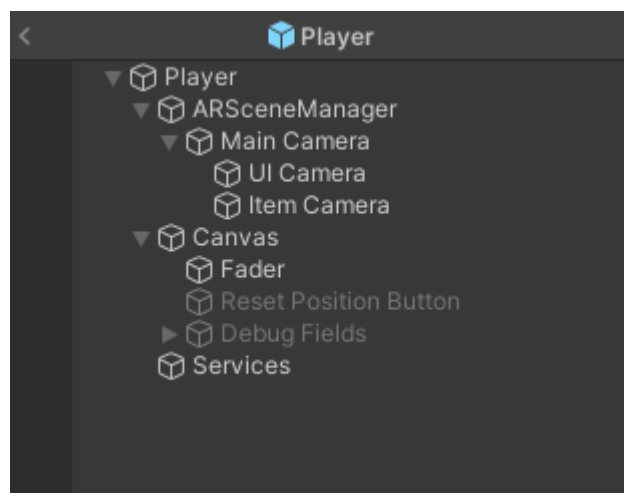 Player
Player
ARSceneManager
Main Camera
UI Camera
Item Camera
Canvas
Fader
Reset Position Button
Debug Fields
Services